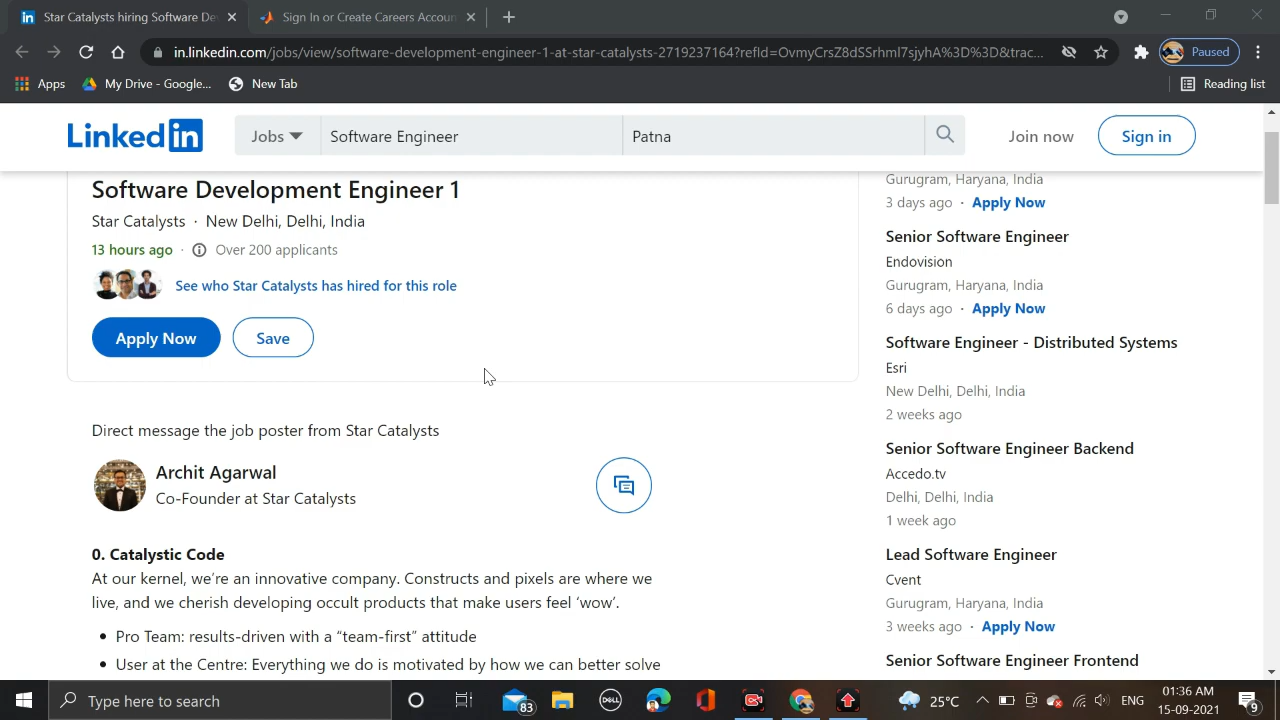 Star Catalysts hiring Software De
Sign In or Create Careers Accoun
in.linkedin.com/jobs/view/software-development-engineer-1-at-star-catalysts-2719237164?refId=OvmyCrsZ8dSSrhmI7sjyhA%3D%3D&trac...
Paused
Apps
My Drive - Google...
New Tab
Reading list
Linkedin
Jobs
Software Engineer
Patna
Join now
Sign in
Software Development Engineer 1
Star Catalysts · New Delhi, Delhi, India
13 hours ago · Over 200 applicants
See who Star Catalysts has hired for this role
Apply Now
Save
Direct message the job poster from Star Catalysts
Archit Agarwal
Co-Founder at Star Catalysts
0. Catalystic Code
At our kernel, we're an innovative company. Constructs and pixels are where we
live, and we cherish developing occult products that make users feel ‘wow’.
• Pro Team: results-driven with a “team-first” attitude
• User at the Centre: Everything we do is motivated by how we can better solve
Gurugram, Haryana, India
3 days ago · Apply Now
Senior Software Engineer
Endovision
Gurugram, Haryana, India
6 days ago · Apply Now
Software Engineer - Distributed Systems
Esri
New Delhi, Delhi, India
2 weeks ago
Senior Software Engineer Backend
Accedo.tv
Delhi, Delhi, India
1 week ago
Lead Software Engineer
Cvent
Gurugram, Haryana, India
3 weeks ago · Apply Now
Senior Software Engineer Frontend
Type here to search
83
DELL
25°C
ENG
01:36 AM
15-09-2021
9